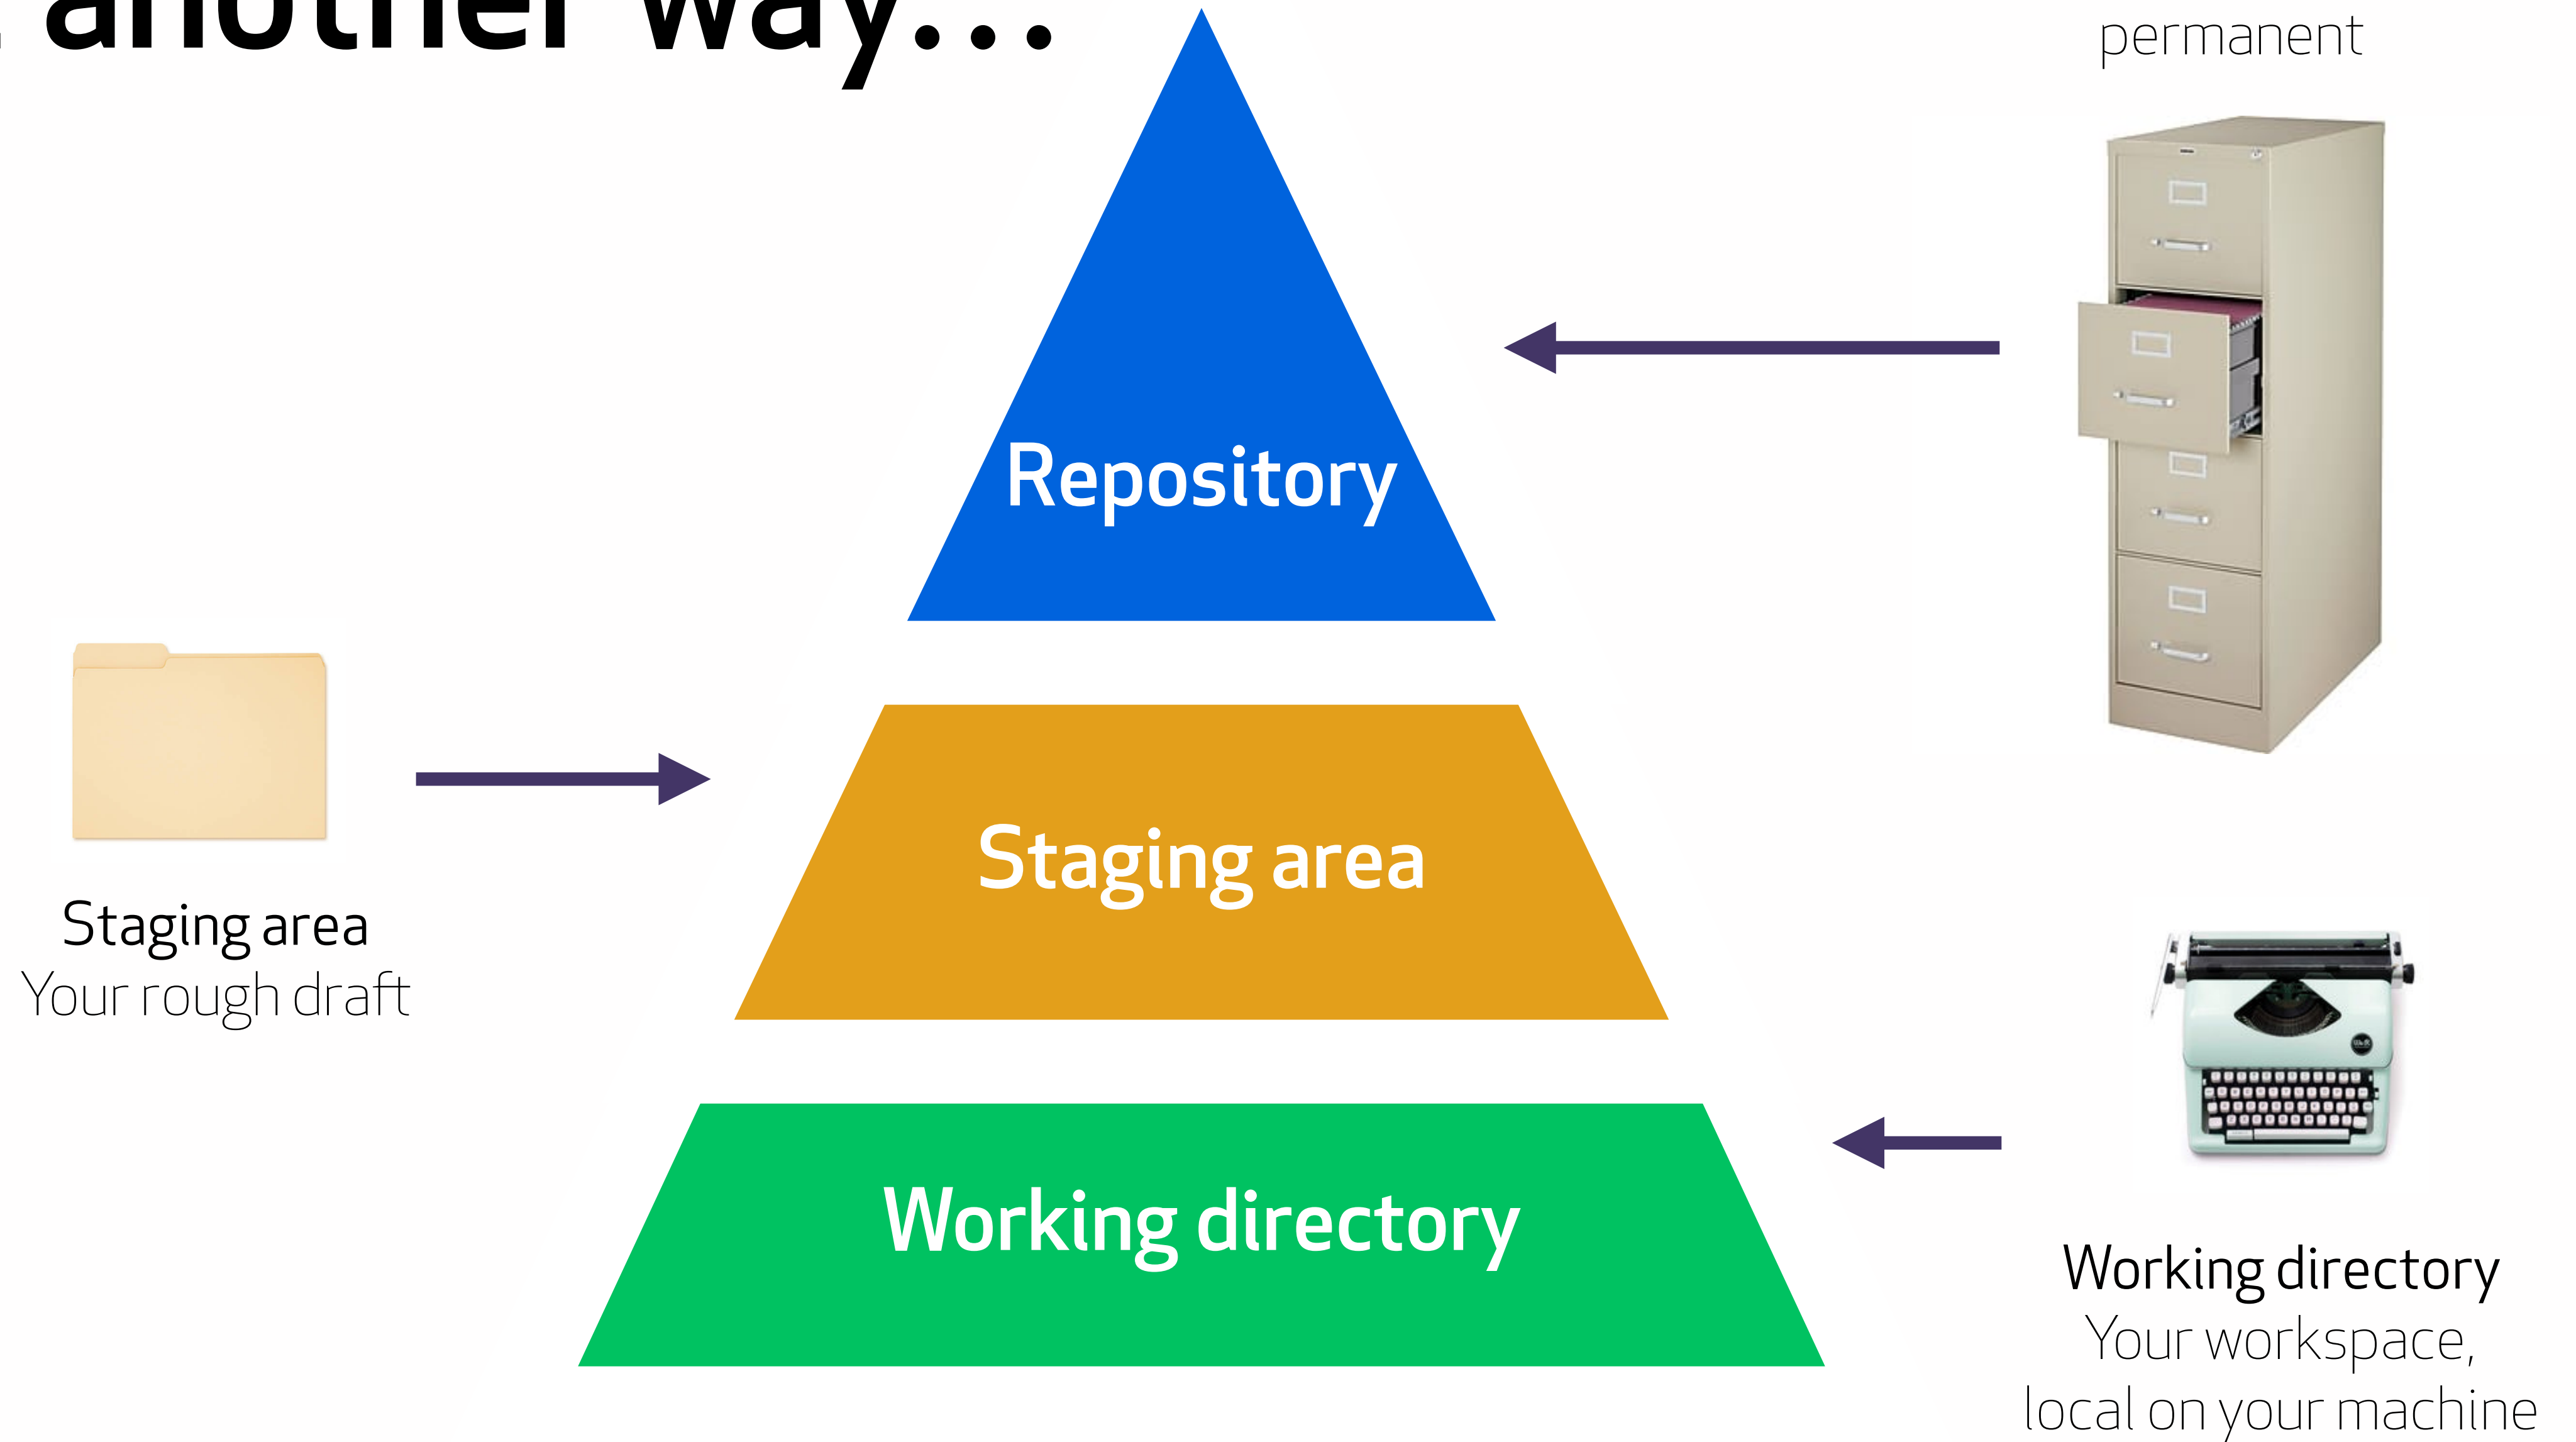 another way...
permanent
Repository
Staging area
Staging area
Your rough draft
Working directory
Working directory
Your workspace,
local on your machine